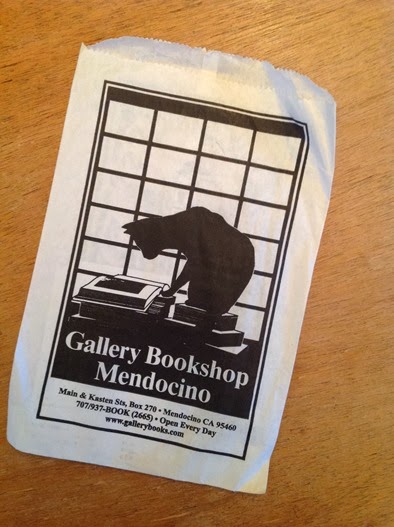 Gallery Bookshop
Mendocino
Main & Kasten Sts, Box 270 • Mendocino CA 95460
707/937-BOOK (2665) • Open Every Day
www.gallerybooks.com